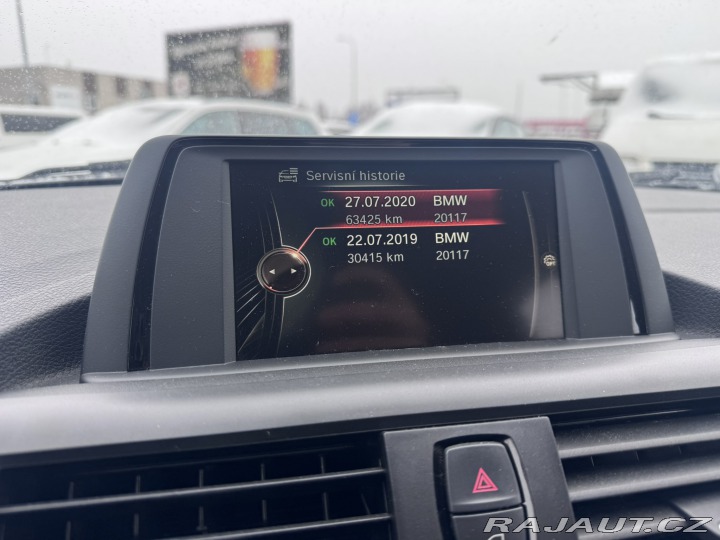 Servisní historie
OK 27.07.2020 BMW
63425 km 20117
OK 22.07.2019 BMW
30415 km 20117
RAJAUT.CZ